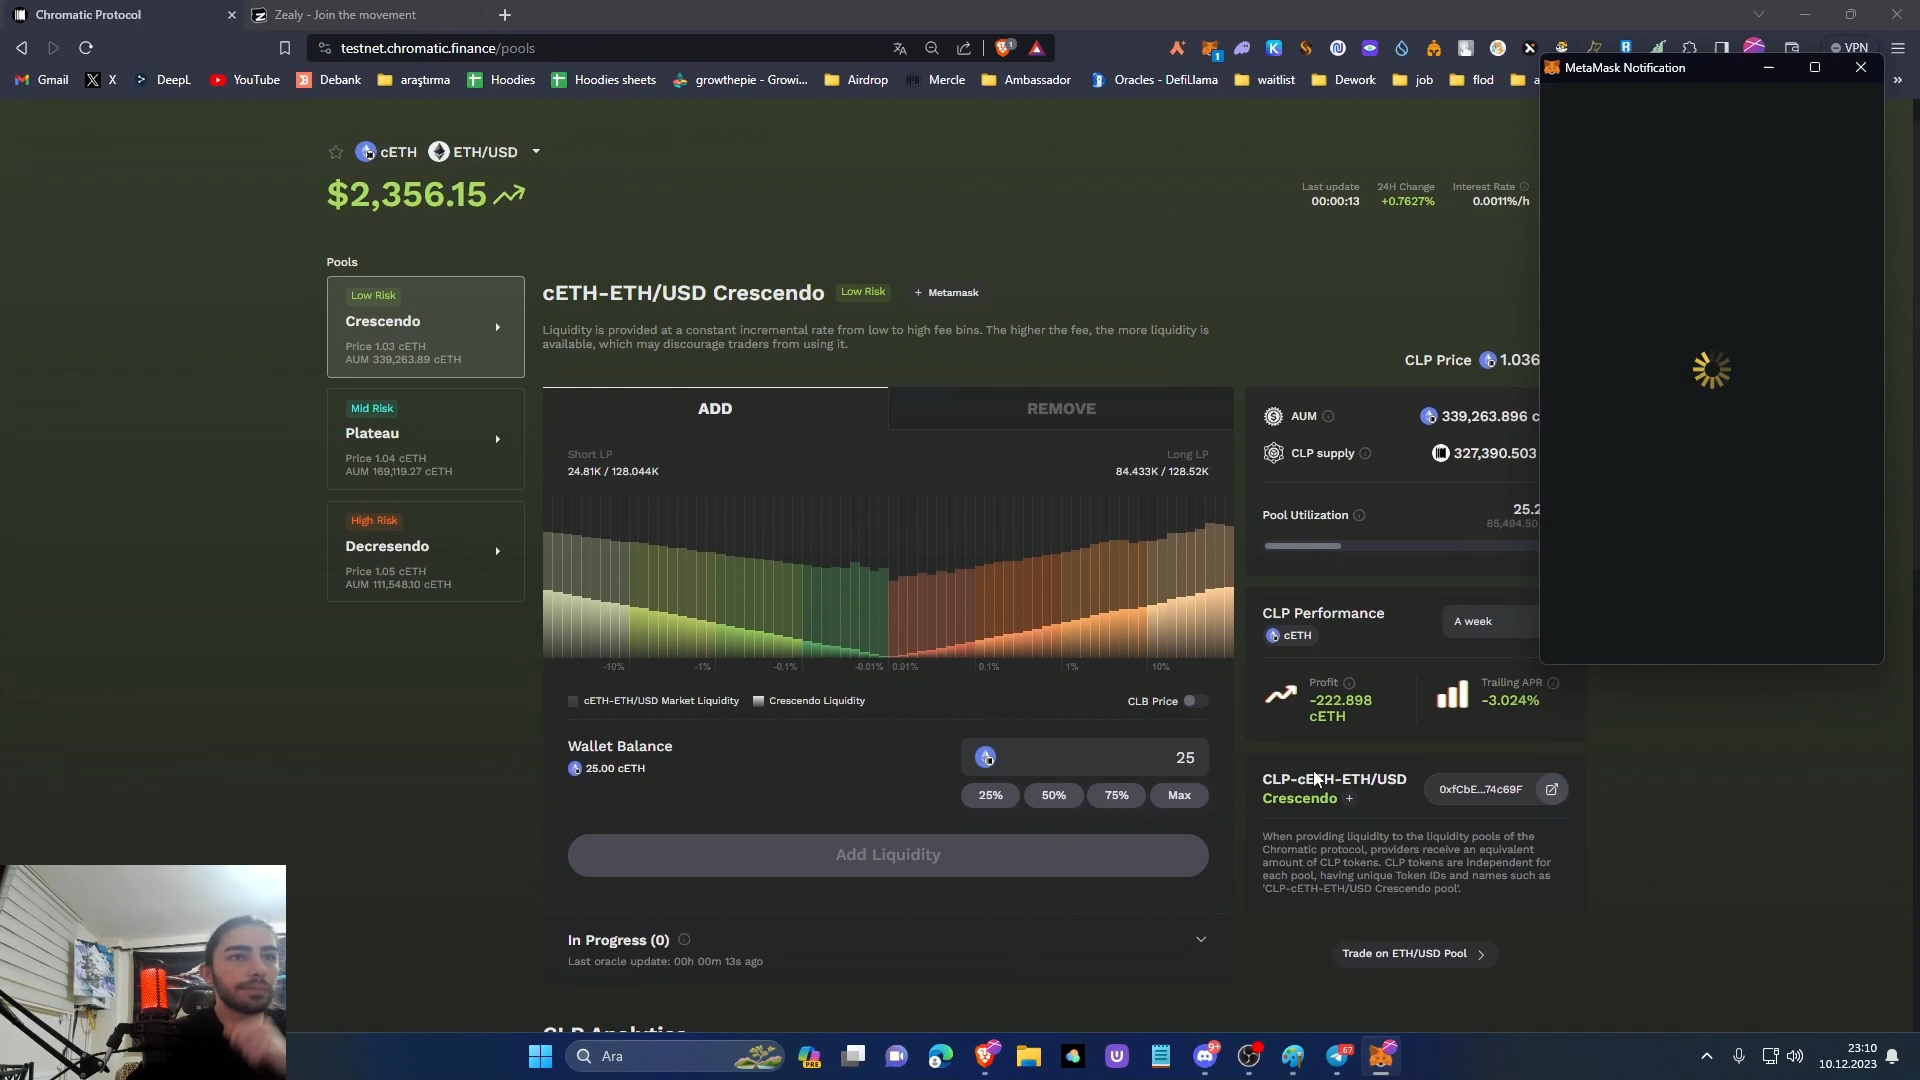 Chromatic Protocol
Zealy - Join the movement
testnet.chromatic.finance/pools
VPN
Gmail
X
DeepL
YouTube
Debank
araştırma
Hoodies
Hoodies sheets
growthepie - Growi...
Airdrop
Mercle
Ambassador
Oracles - DefiLlama
waitlist
Dework
job
flod
MetaMask Notification
cETH
ETH/USD
$2,356.15
Last update
00:00:13
24H Change
+0.7627%
Interest Rate
0.0011%/h
Pools
Low Risk
Crescendo
Price 1.03 cETH
AUM 339,263.89 cETH
Mid Risk
Plateau
Price 1.04 cETH
AUM 169,119.27 cETH
High Risk
Decresendo
Price 1.05 cETH
AUM 111,548.10 cETH
cETH-ETH/USD Crescendo
Low Risk
+ Metamask
Liquidity is provided at a constant incremental rate from low to high fee bins. The higher the fee, the more liquidity is
available, which may discourage traders from using it.
CLP Price 1.036
ADD
REMOVE
Short LP
24.81K / 128.044K
Long LP
84.433K / 128.52K
-10%
-1%
-0.1%
-0.01%
0.01%
0.1%
1%
10%
cETH-ETH/USD Market Liquidity
Crescendo Liquidity
CLB Price
Wallet Balance
25.00 cETH
25
25%
50%
75%
Max
Add Liquidity
In Progress (0)
Last oracle update: 00h 00m 13s ago
CLP Analytics
AUM
339,263.896 c
CLP supply
327,390.503
Pool Utilization
25.2
85,494.50
CLP Performance
cETH
A week
Profit
-222.898
cETH
Trailing APR
-3.024%
CLP-cETH-ETH/USD
Crescendo +
0xfCbE...74c69F
When providing liquidity to the liquidity pools of the
Chromatic protocol, providers receive an equivalent
amount of CLP tokens. CLP tokens are independent for
each pool, having unique Token IDs and names such as
'CLP-cETH-ETH/USD Crescendo pool'.
Trade on ETH/USD Pool
Ara
23:10
10.12.2023